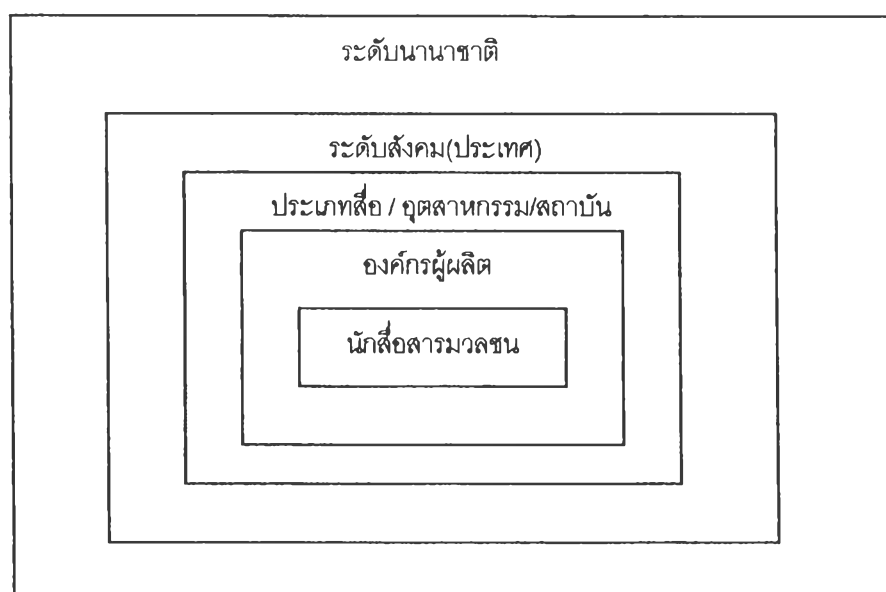 ระดับนานาชาติ
ระดับสังคม(ประเทศ)
ประเภทสื่อ / อุตสาหกรรม/สถาบัน
องค์กรผู้ผลิต
นักสื่อสารมวลชน